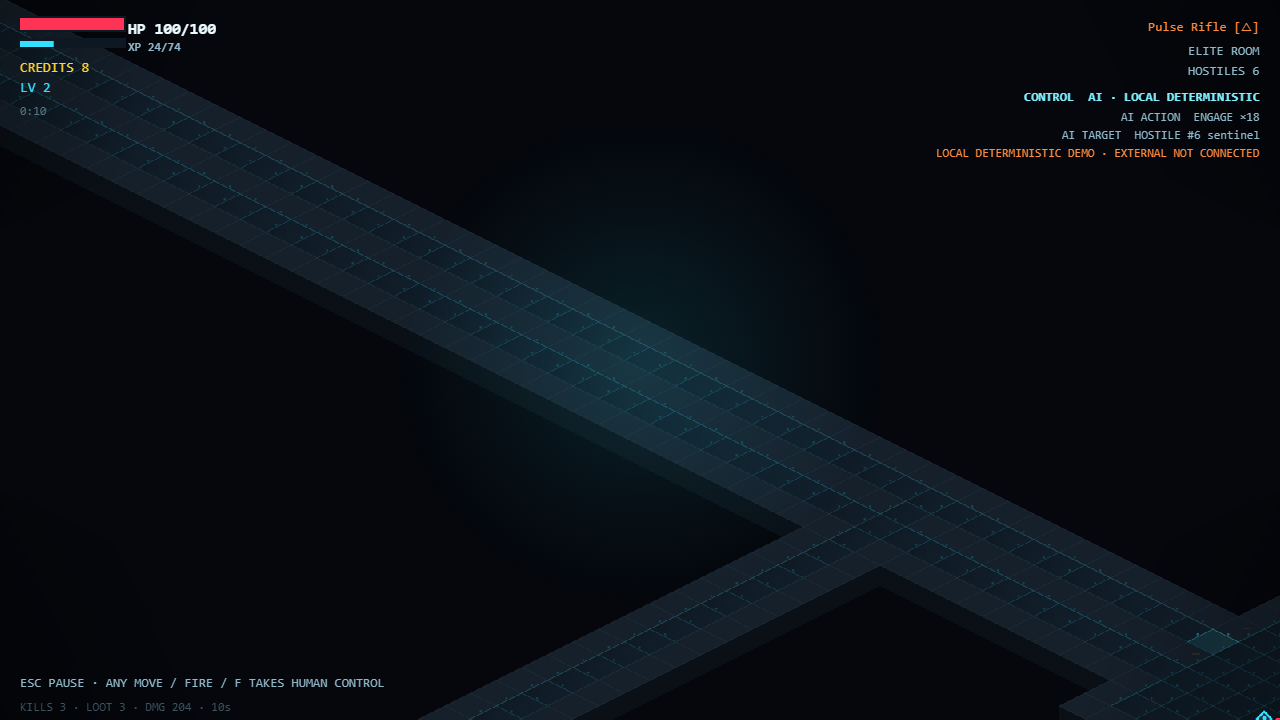 HP 100/100
XP 24/74
CREDITS 8
LV 2
0:10
Pulse Rifle [△]
ELITE ROOM
HOSTILES 6
CONTROL AI · LOCAL DETERMINISTIC
AI ACTION ENGAGE ×18
AI TARGET HOSTILE #6 sentinel
LOCAL DETERMINISTIC DEMO · EXTERNAL NOT CONNECTED
ESC PAUSE · ANY MOVE / FIRE / F TAKES HUMAN CONTROL
KILLS 3 · LOOT 3 · DMG 204 · 10s